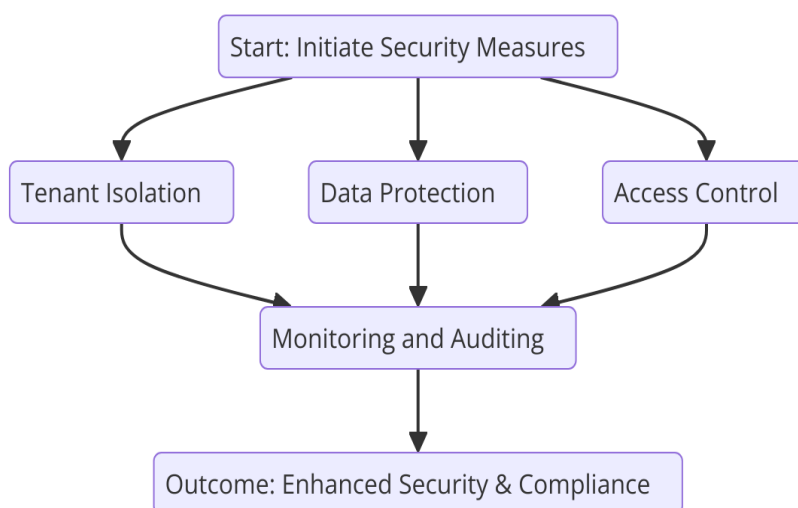 Start: Initiate Security Measures
Tenant Isolation
Data Protection
Access Control
Monitoring and Auditing
Outcome: Enhanced Security & Compliance